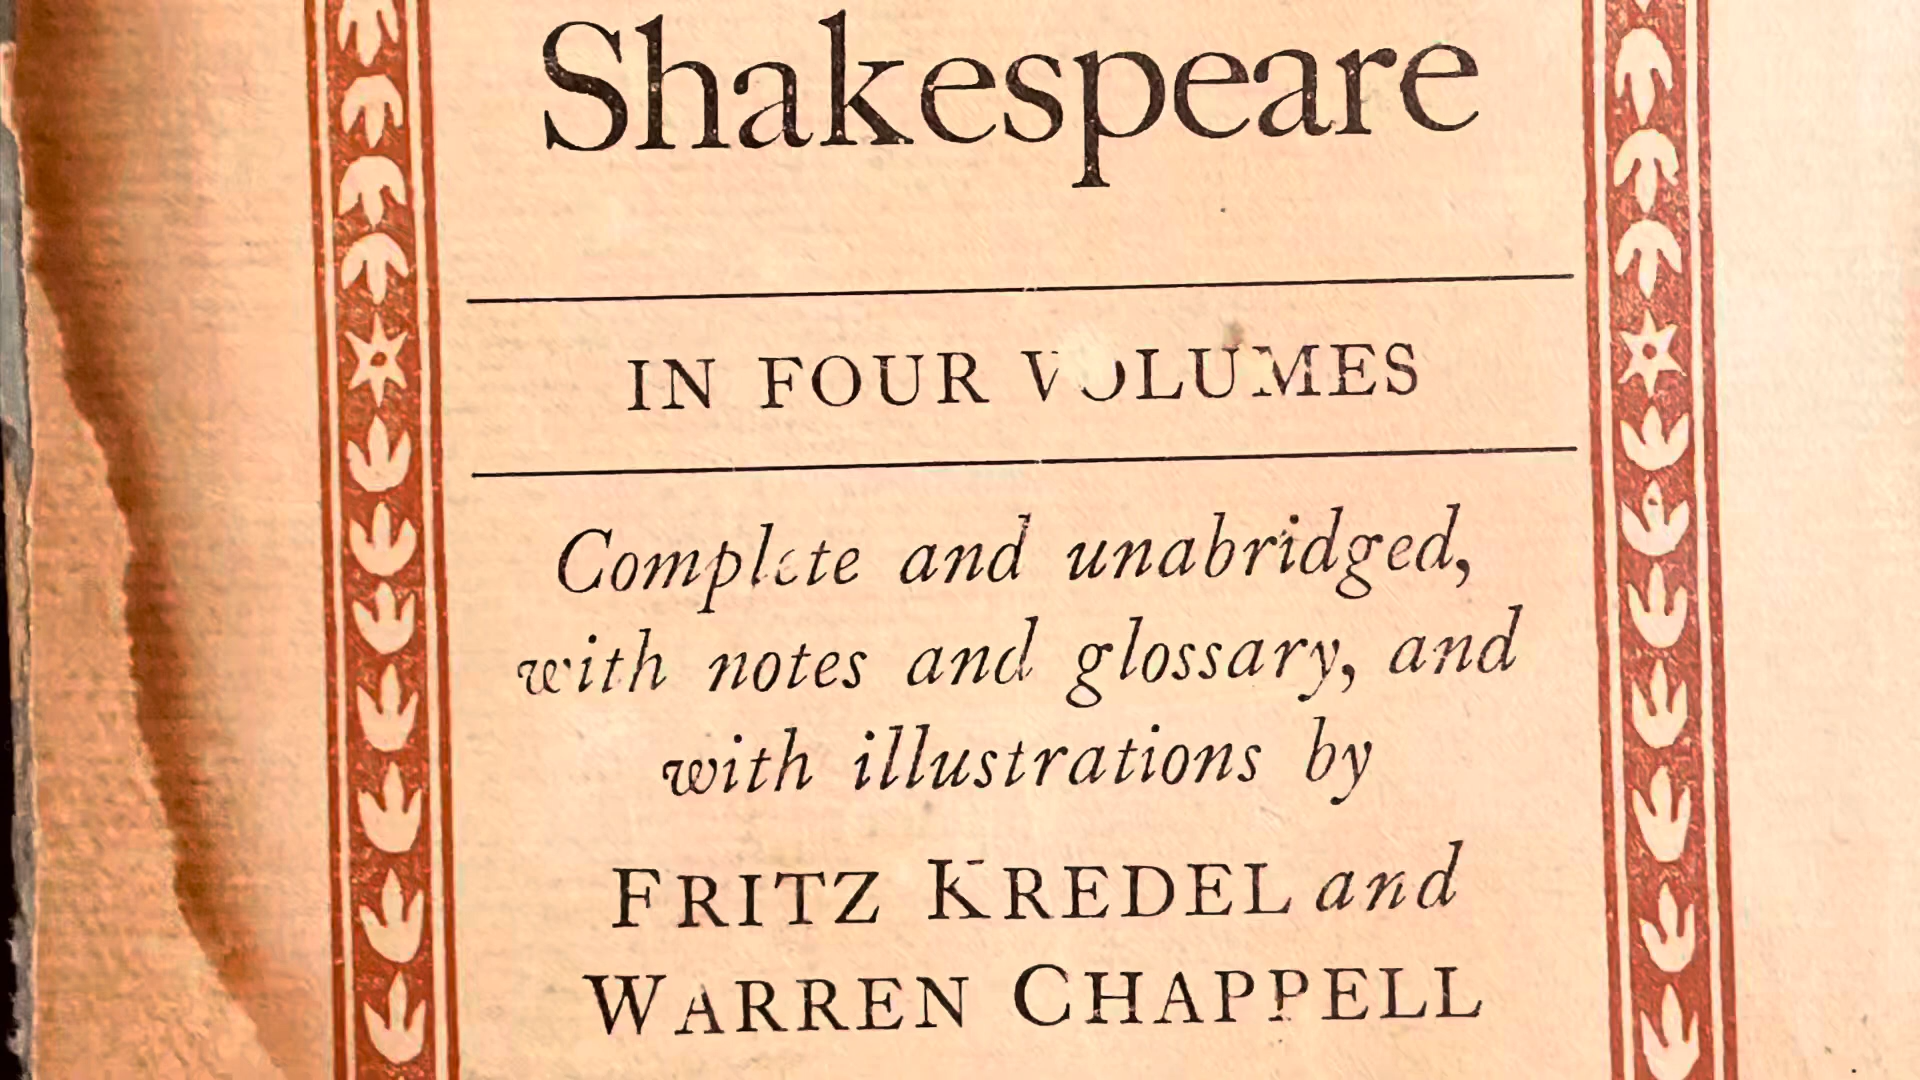 Shakespeare
IN FOUR VOLUMES
Complete and unabridged,
with notes and glossary, and
with illustrations by
FRITZ KREDEL and
WARREN CHAPPELL